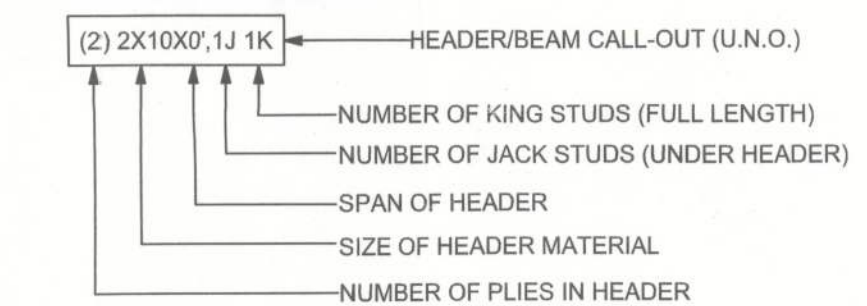 (2) 2X10X0',1J 1K
HEADER/BEAM CALL-OUT (U.N.O.)
NUMBER OF KING STUDS (FULL LENGTH)
NUMBER OF JACK STUDS (UNDER HEADER)
SPAN OF HEADER
SIZE OF HEADER MATERIAL
NUMBER OF PLIES IN HEADER